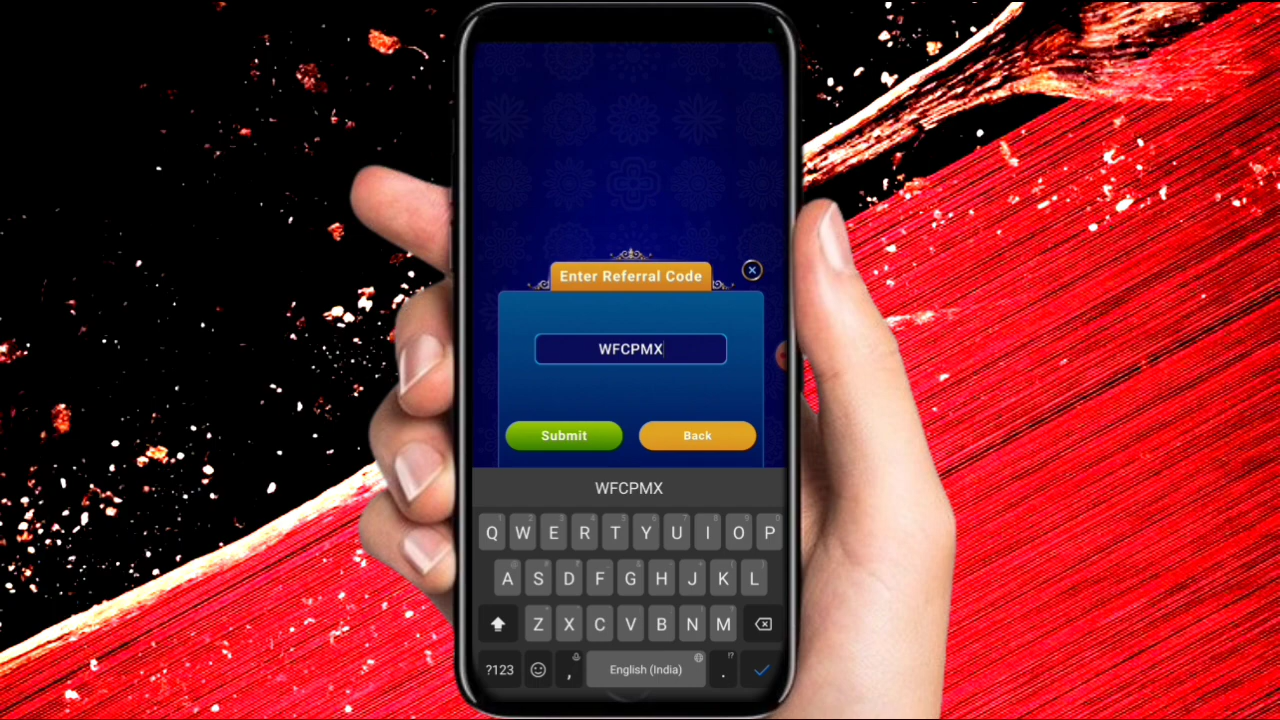 Enter Referral Code
WFCPMX
Submit
Back
WFCPMX
Q W E R T Y U I O P
A S D F G H J K L
Z X C V B N M
?123 , English (India) .